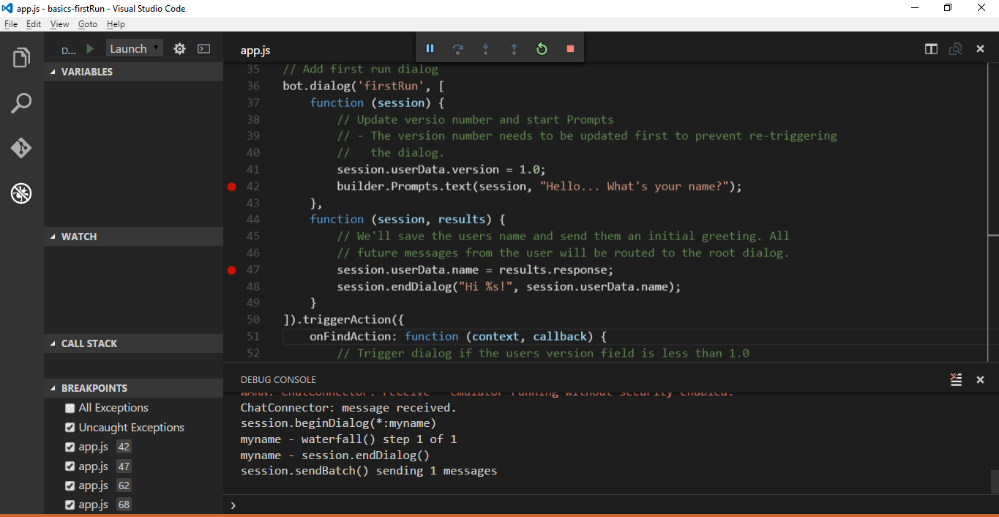 app.js - basics-firstRun - Visual Studio Code
File Edit View Goto Help
D... Launch
app.js
VARIABLES
WATCH
CALL STACK
BREAKPOINTS
All Exceptions
Uncaught Exceptions
app.js 42
app.js 47
app.js 62
app.js 68
35 // Add first run dialog
36 bot.dialog('firstRun', [
37 function (session) {
38 // Update versio number and start Prompts
39 // - The version number needs to be updated first to prevent re-triggering
40 //   the dialog.
41 session.userData.version = 1.0;
42 builder.Prompts.text(session, "Hello... What's your name?");
43 },
44 function (session, results) {
45 // We'll save the users name and send them an initial greeting. All
46 // future messages from the user will be routed to the root dialog.
47 session.userData.name = results.response;
48 session.endDialog("Hi %s!", session.userData.name);
49 }
50 ]).triggerAction({
51 onFindAction: function (context, callback) {
52 // Trigger dialog if the users version field is less than 1.0
DEBUG CONSOLE
WARN: ChatConnector: receive - emulator running without security enabled.
ChatConnector: message received.
session.beginDialog(*:myname)
myname - waterfall() step 1 of 1
myname - session.endDialog()
session.sendBatch() sending 1 messages